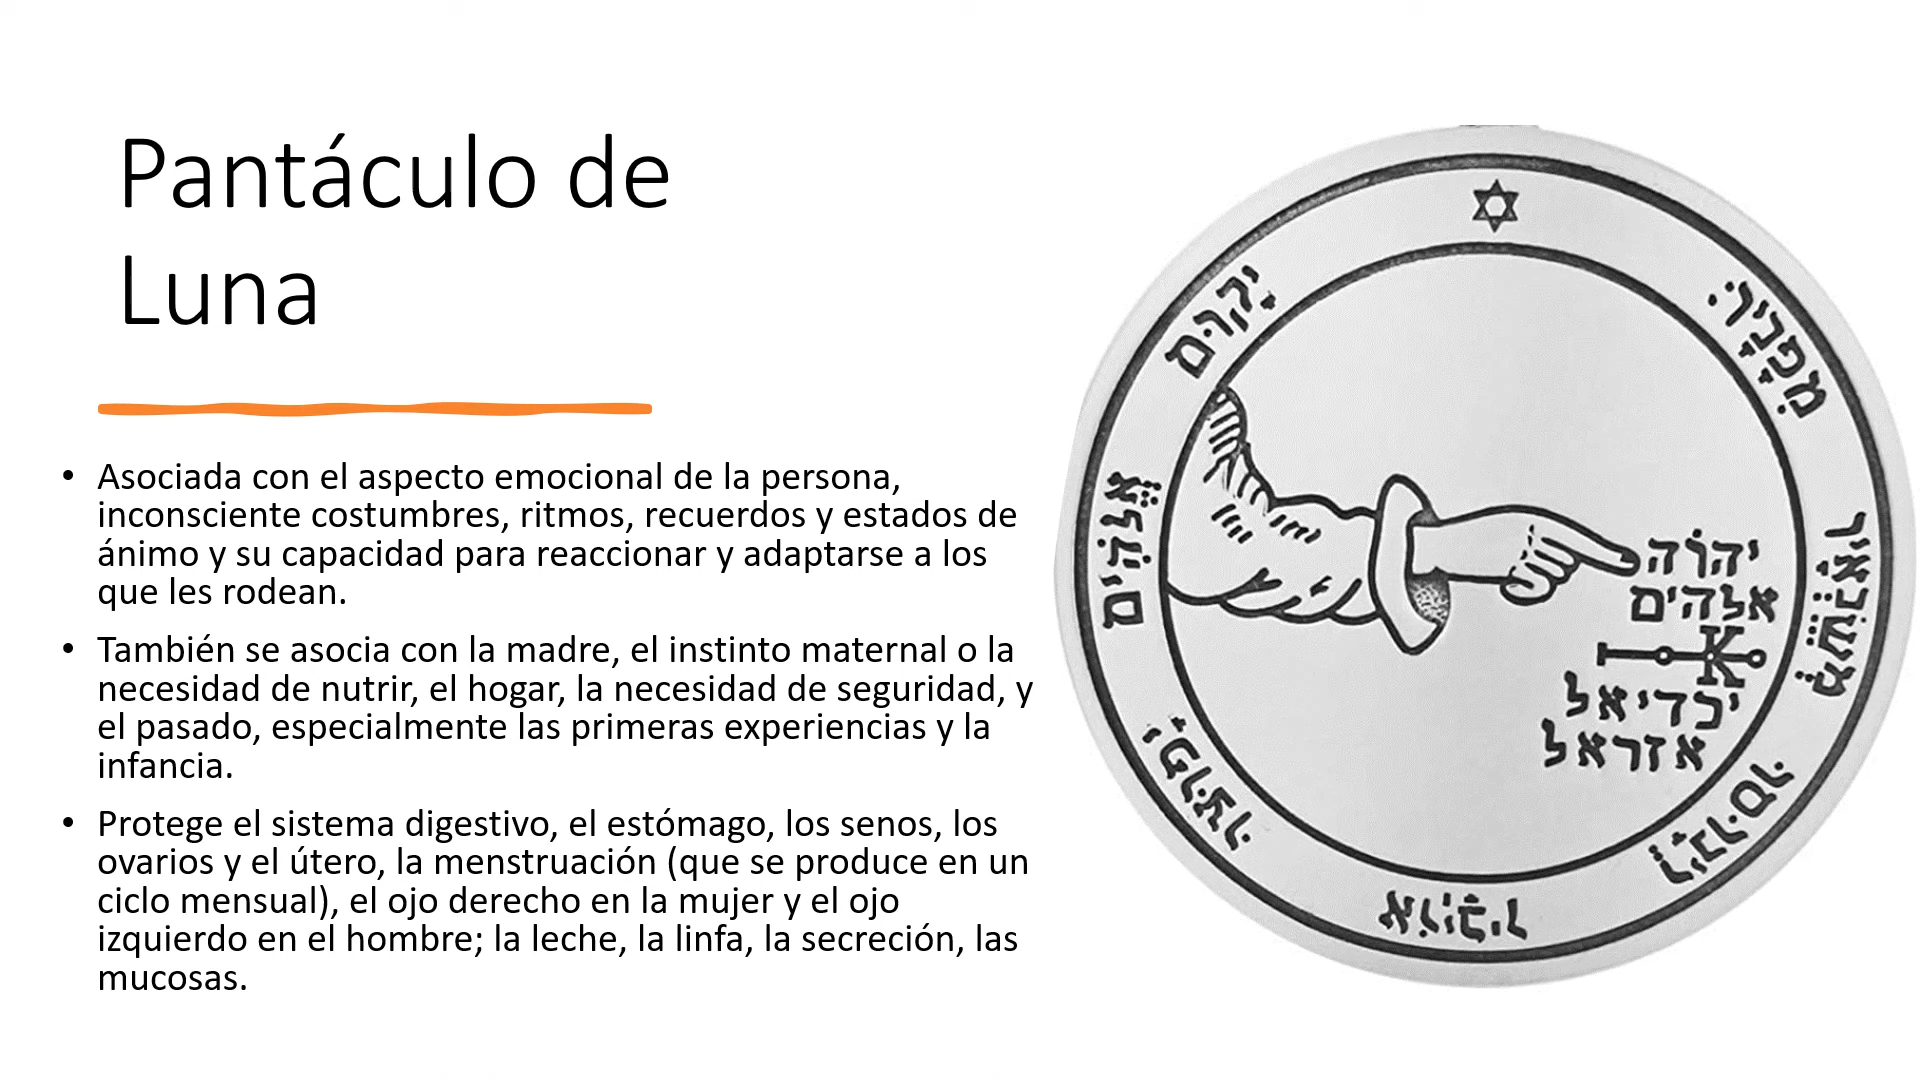 Pantáculo de
Luna
• Asociada con el aspecto emocional de la persona,
inconsciente costumbres, ritmos, recuerdos y estados de
ánimo y su capacidad para reaccionar y adaptarse a los
que les rodean.
• También se asocia con la madre, el instinto maternal o la
necesidad de nutrir, el hogar, la necesidad de seguridad, y
el pasado, especialmente las primeras experiencias y la
infancia.
• Protege el sistema digestivo, el estómago, los senos, los
ovarios y el útero, la menstruación (que se produce en un
ciclo mensual), el ojo derecho en la mujer y el ojo
izquierdo en el hombre; la leche, la linfa, la secreción, las
mucosas.
יָקוּם
אֱלֹהִים
אוֹיְבָיו
מִפָּנָיו
יהוה
אלהים
אזראל